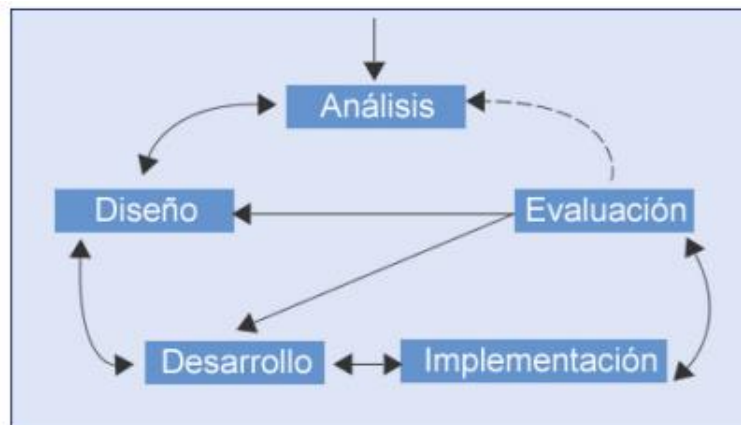 Análisis
Diseño
Evaluación
Desarrollo
Implementación